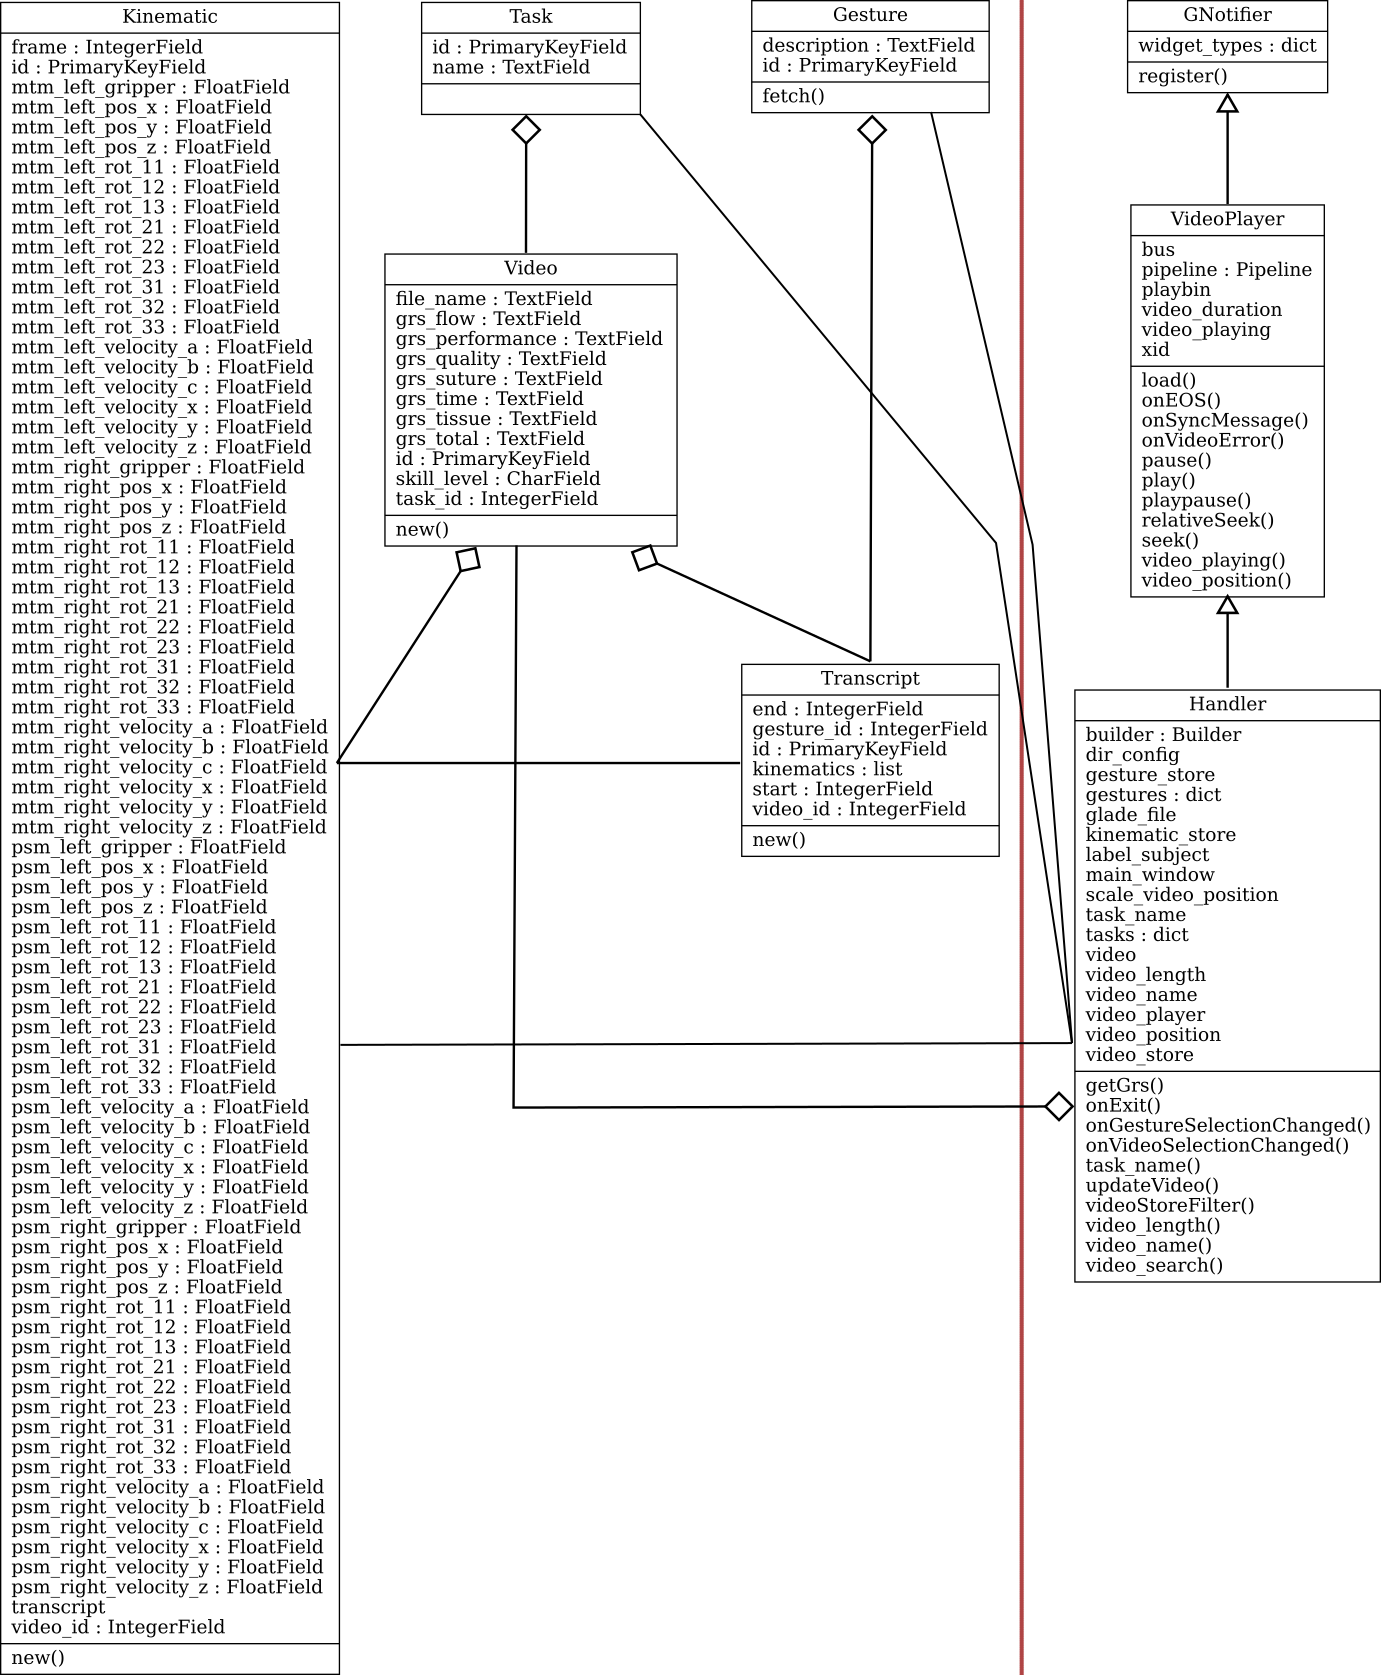 Kinematic
frame : IntegerField
id : PrimaryKeyField
mtm_left_gripper : FloatField
mtm_left_pos_x : FloatField
mtm_left_pos_y : FloatField
mtm_left_pos_z : FloatField
mtm_left_rot_11 : FloatField
mtm_left_rot_12 : FloatField
mtm_left_rot_13 : FloatField
mtm_left_rot_21 : FloatField
mtm_left_rot_22 : FloatField
mtm_left_rot_23 : FloatField
mtm_left_rot_31 : FloatField
mtm_left_rot_32 : FloatField
mtm_left_rot_33 : FloatField
mtm_left_velocity_a : FloatField
mtm_left_velocity_b : FloatField
mtm_left_velocity_c : FloatField
mtm_left_velocity_x : FloatField
mtm_left_velocity_y : FloatField
mtm_left_velocity_z : FloatField
mtm_right_gripper : FloatField
mtm_right_pos_x : FloatField
mtm_right_pos_y : FloatField
mtm_right_pos_z : FloatField
mtm_right_rot_11 : FloatField
mtm_right_rot_12 : FloatField
mtm_right_rot_13 : FloatField
mtm_right_rot_21 : FloatField
mtm_right_rot_22 : FloatField
mtm_right_rot_23 : FloatField
mtm_right_rot_31 : FloatField
mtm_right_rot_32 : FloatField
mtm_right_rot_33 : FloatField
mtm_right_velocity_a : FloatField
mtm_right_velocity_b : FloatField
mtm_right_velocity_c : FloatField
mtm_right_velocity_x : FloatField
mtm_right_velocity_y : FloatField
mtm_right_velocity_z : FloatField
psm_left_gripper : FloatField
psm_left_pos_x : FloatField
psm_left_pos_y : FloatField
psm_left_pos_z : FloatField
psm_left_rot_11 : FloatField
psm_left_rot_12 : FloatField
psm_left_rot_13 : FloatField
psm_left_rot_21 : FloatField
psm_left_rot_22 : FloatField
psm_left_rot_23 : FloatField
psm_left_rot_31 : FloatField
psm_left_rot_32 : FloatField
psm_left_rot_33 : FloatField
psm_left_velocity_a : FloatField
psm_left_velocity_b : FloatField
psm_left_velocity_c : FloatField
psm_left_velocity_x : FloatField
psm_left_velocity_y : FloatField
psm_left_velocity_z : FloatField
psm_right_gripper : FloatField
psm_right_pos_x : FloatField
psm_right_pos_y : FloatField
psm_right_pos_z : FloatField
psm_right_rot_11 : FloatField
psm_right_rot_12 : FloatField
psm_right_rot_13 : FloatField
psm_right_rot_21 : FloatField
psm_right_rot_22 : FloatField
psm_right_rot_23 : FloatField
psm_right_rot_31 : FloatField
psm_right_rot_32 : FloatField
psm_right_rot_33 : FloatField
psm_right_velocity_a : FloatField
psm_right_velocity_b : FloatField
psm_right_velocity_c : FloatField
psm_right_velocity_x : FloatField
psm_right_velocity_y : FloatField
psm_right_velocity_z : FloatField
transcript
video_id : IntegerField
new()
Task
id : PrimaryKeyField
name : TextField
Video
file_name : TextField
grs_flow : TextField
grs_performance : TextField
grs_quality : TextField
grs_suture : TextField
grs_time : TextField
grs_tissue : TextField
grs_total : TextField
id : PrimaryKeyField
skill_level : CharField
task_id : IntegerField
new()
Gesture
description : TextField
id : PrimaryKeyField
fetch()
Transcript
end : IntegerField
gesture_id : IntegerField
id : PrimaryKeyField
kinematics : list
start : IntegerField
video_id : IntegerField
new()
GNotifier
widget_types : dict
register()
VideoPlayer
bus
pipeline : Pipeline
playbin
video_duration
video_playing
xid
load()
onEOS()
onSyncMessage()
onVideoError()
pause()
play()
playpause()
relativeSeek()
seek()
video_playing()
video_position()
Handler
builder : Builder
dir_config
gesture_store
gestures : dict
glade_file
kinematic_store
label_subject
main_window
scale_video_position
task_name
tasks : dict
video
video_length
video_name
video_player
video_position
video_store
getGrs()
onExit()
onGestureSelectionChanged()
onVideoSelectionChanged()
task_name()
updateVideo()
videoStoreFilter()
video_length()
video_name()
video_search()